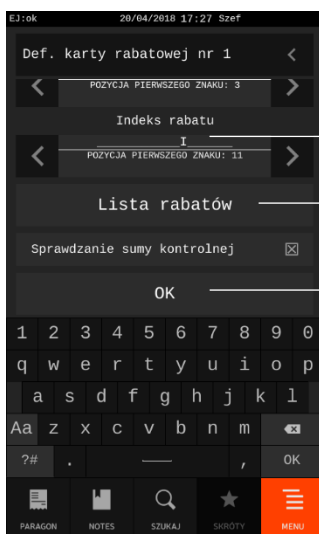 EJ:ok 20/04/2018 17:27 Szef
Def. karty rabatowej nr 1 <
< POZYCJA PIERWSZEGO ZNAKU: 3 >
Indeks rabatu
__________I__________
< POZYCJA PIERWSZEGO ZNAKU: 11 >
Lista rabatów
Sprawdzanie sumy kontrolnej
OK
1 2 3 4 5 6 7 8 9 0
q w e r t y u i o p
a s d f g h j k l
Aa z x c v b n m
?# . , OK
PARAGON NOTES SZUKAJ SKRÓTY MENU